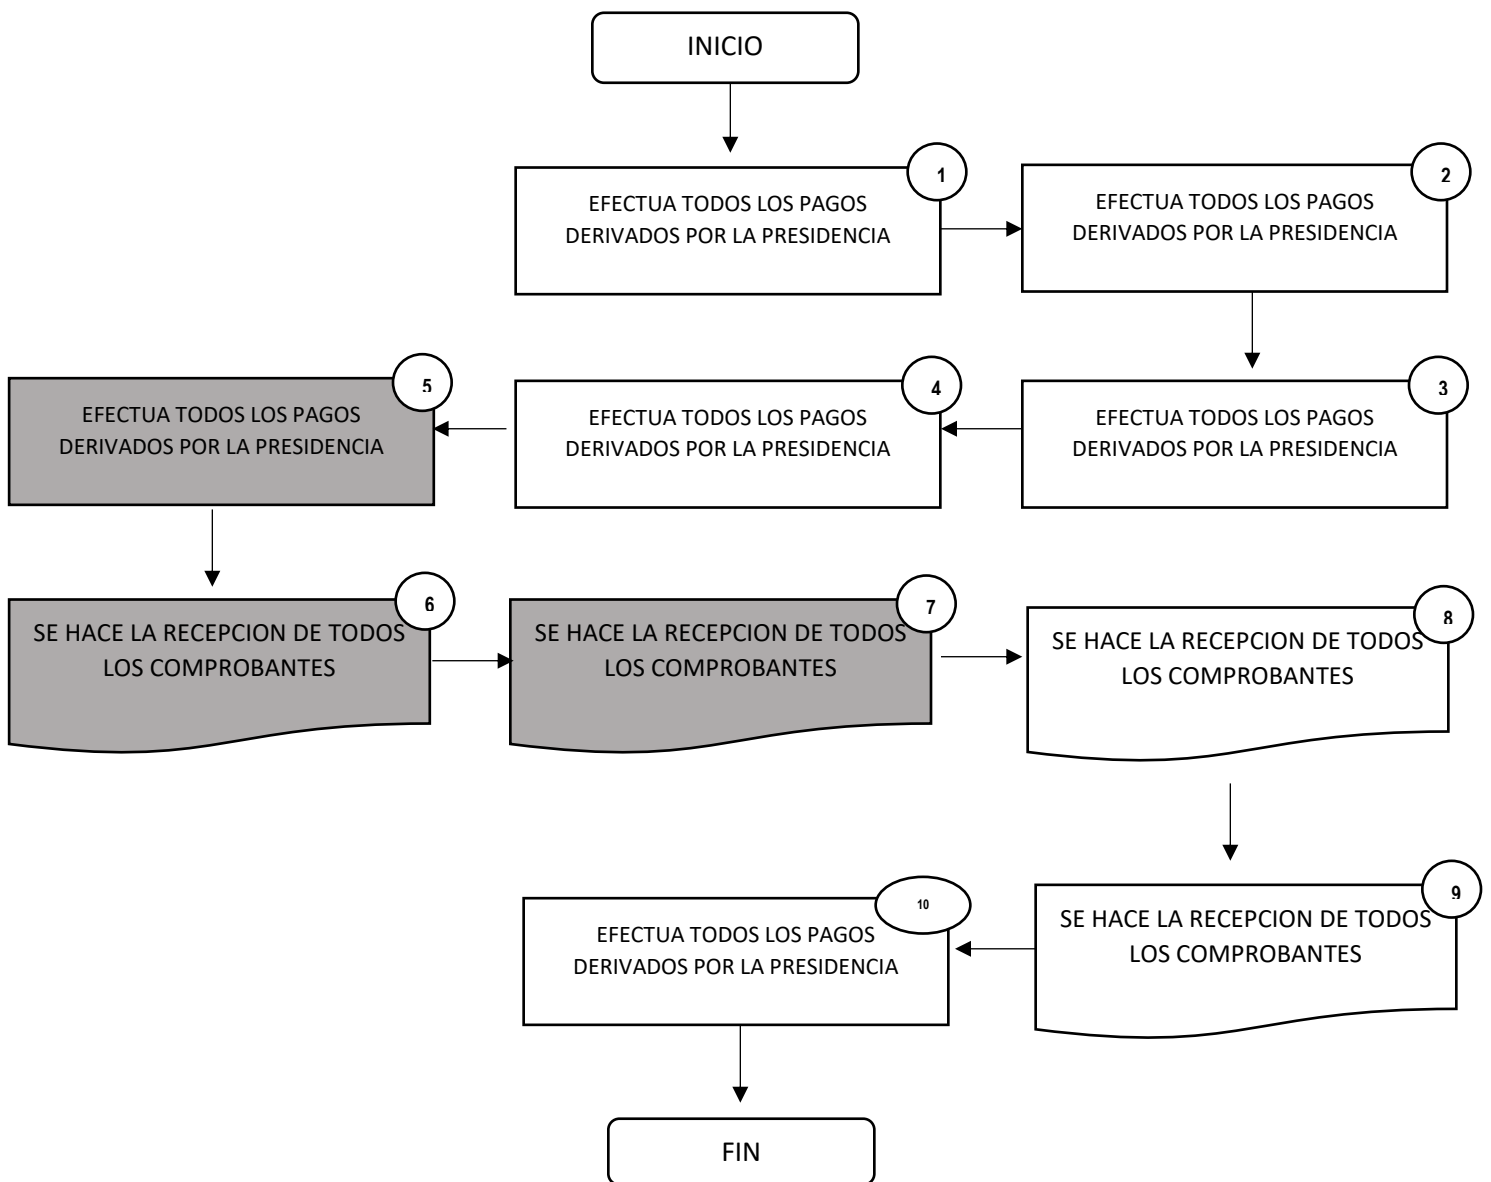 INICIO
1
EFECTUA TODOS LOS PAGOS
DERIVADOS POR LA PRESIDENCIA
2
EFECTUA TODOS LOS PAGOS
DERIVADOS POR LA PRESIDENCIA
3
EFECTUA TODOS LOS PAGOS
DERIVADOS POR LA PRESIDENCIA
4
EFECTUA TODOS LOS PAGOS
DERIVADOS POR LA PRESIDENCIA
5
EFECTUA TODOS LOS PAGOS
DERIVADOS POR LA PRESIDENCIA
6
SE HACE LA RECEPCION DE TODOS
LOS COMPROBANTES
7
SE HACE LA RECEPCION DE TODOS
LOS COMPROBANTES
8
SE HACE LA RECEPCION DE TODOS
LOS COMPROBANTES
9
SE HACE LA RECEPCION DE TODOS
LOS COMPROBANTES
10
EFECTUA TODOS LOS PAGOS
DERIVADOS POR LA PRESIDENCIA
FIN